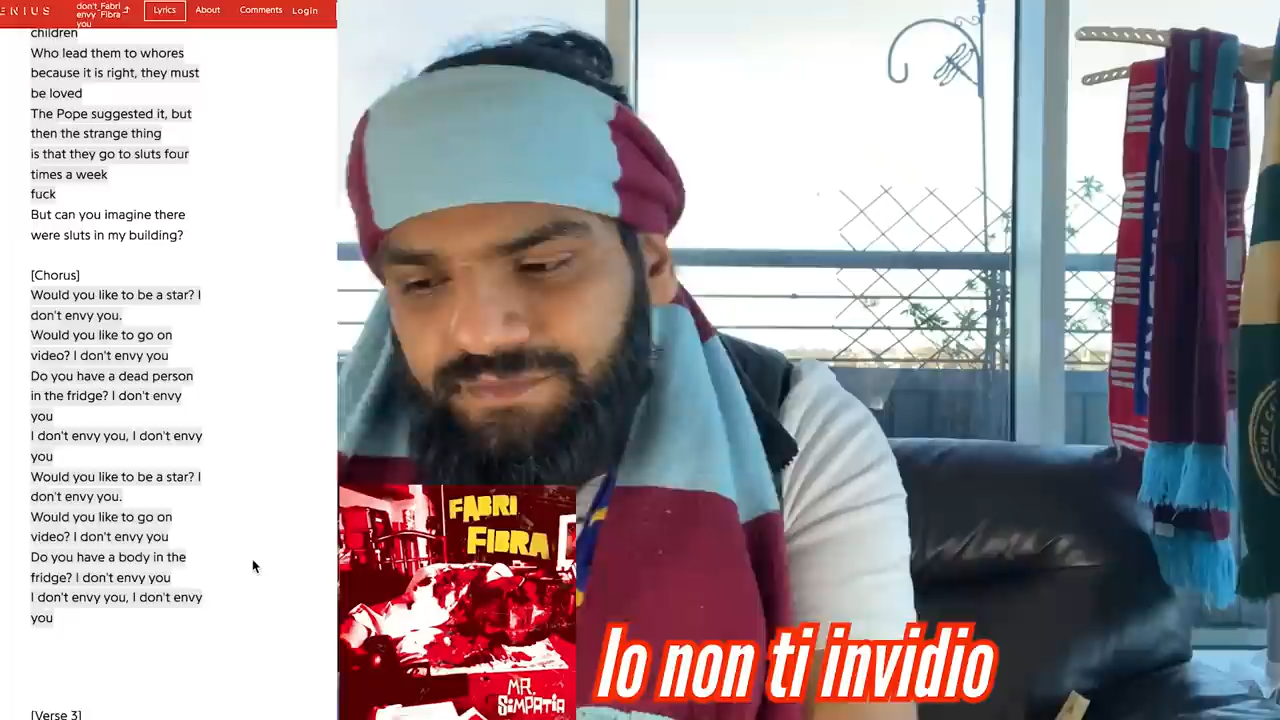 ENIUS
don't
envy
you
Fabri
Fibra
Lyrics
About
Comments
Login
children
Who lead them to whores
because it is right, they must
be loved
The Pope suggested it, but
then the strange thing
is that they go to sluts four
times a week
fuck
But can you imagine there
were sluts in my building?
[Chorus]
Would you like to be a star? I
don't envy you.
Would you like to go on
video? I don't envy you
Do you have a dead person
in the fridge? I don't envy
you
I don't envy you, I don't envy
you
Would you like to be a star? I
don't envy you.
Would you like to go on
video? I don't envy you
Do you have a body in the
fridge? I don't envy you
I don't envy you, I don't envy
you
[Verse 3]
FABRI
FIBRA
MR.
SIMPATIA
Io non ti invidio